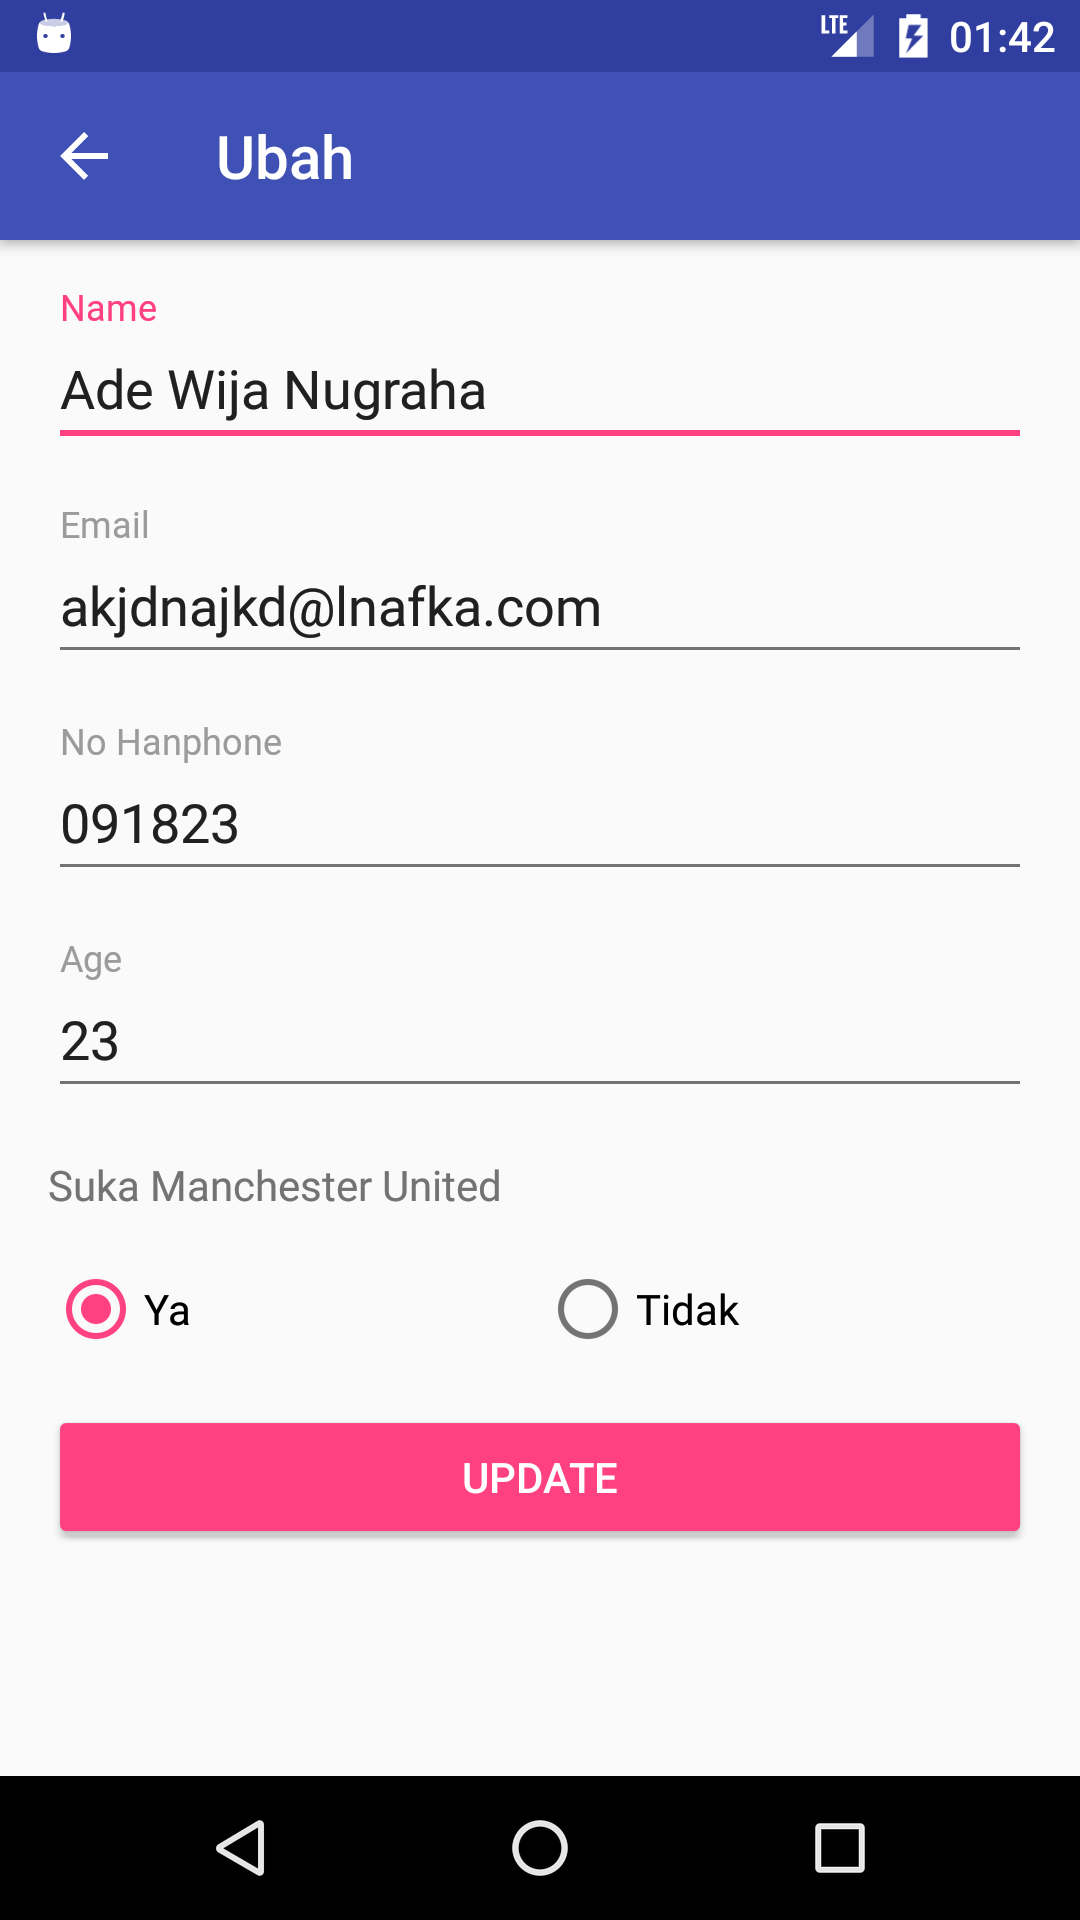 LTE 01:42
Ubah
Name
Ade Wija Nugraha
Email
akjdnajkd@lnafka.com
No Hanphone
091823
Age
23
Suka Manchester United
Ya Tidak
UPDATE